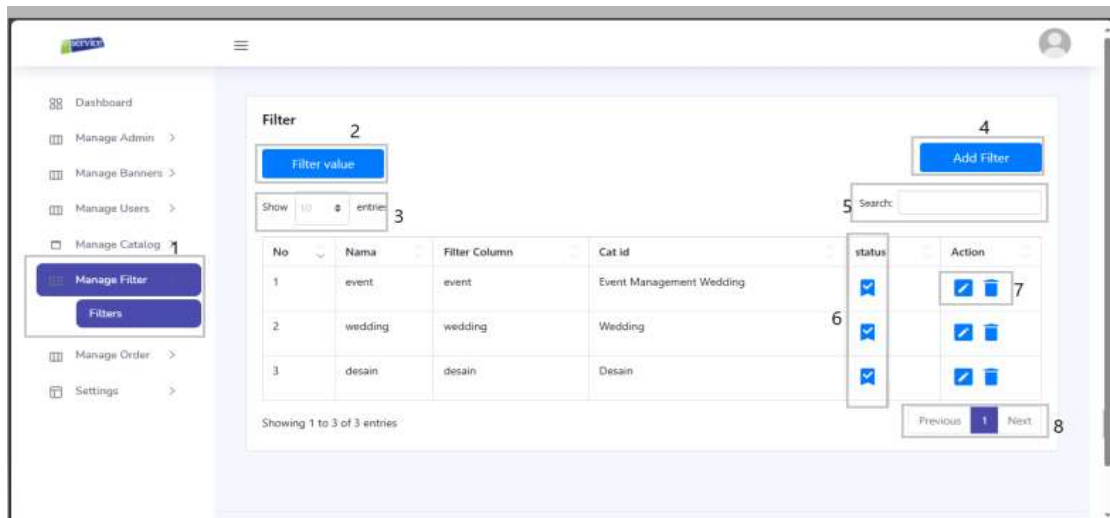 service
Dashboard
Manage Admin
Manage Banners
Manage Users
Manage Catalog
1
Manage Filter
Filters
Manage Order
Settings
Filter
2
Filter value
4
Add Filter
Show 10 entries
3
5
Search:
No Nama Filter Column Cat id status Action
1 event event Event Management Wedding
7
2 wedding wedding Wedding
6
3 desain desain Desain
Showing 1 to 3 of 3 entries
Previous 1 Next
8